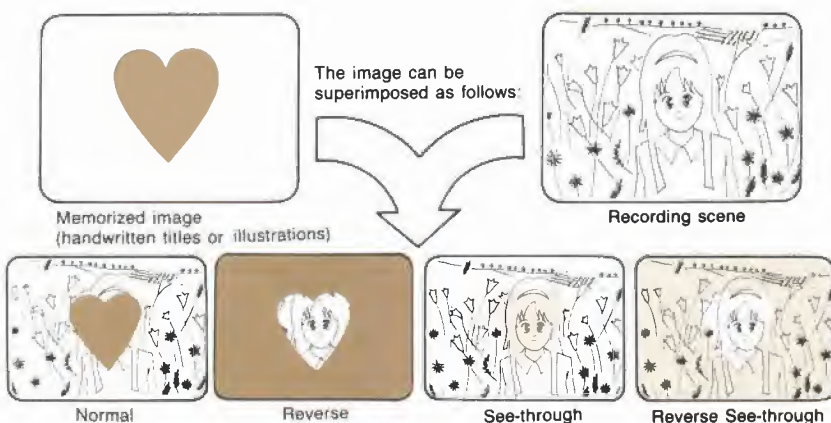 The image can be
superimposed as follows:
Memorized image
(handwritten titles or illustrations)
Recording scene
Normal
Reverse
See-through
Reverse See-through